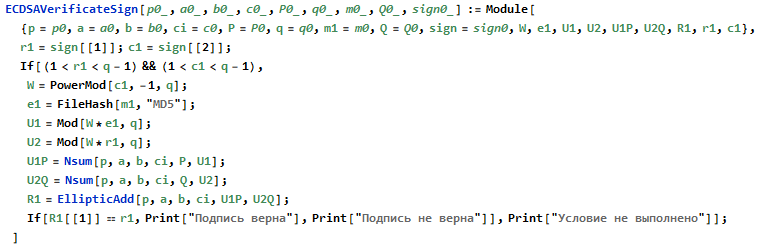 ECDSAVerificateSign[p0_, a0_, b0_, c0_, P0_, q0_, m0_, Q0_, sign0_] := Module[
{p = p0, a = a0, b = b0, ci = c0, P = P0, q = q0, m1 = m0, Q = Q0, sign = sign0, W, e1, U1, U2, U1P, U2Q, R1, r1, c1},
r1 = sign[[1]]; c1 = sign[[2]];
If[(1 < r1 < q - 1) && (1 < c1 < q - 1),
W = PowerMod[c1, -1, q];
e1 = FileHash[m1, "MD5"];
U1 = Mod[W * e1, q];
U2 = Mod[W * r1, q];
U1P = Nsum[p, a, b, ci, P, U1];
U2Q = Nsum[p, a, b, ci, Q, U2];
R1 = EllipticAdd[p, a, b, ci, U1P, U2Q];
If[R1[[1]] == r1, Print["Подпись верна"], Print["Подпись не верна"]], Print["Условие не выполнено"]];
]